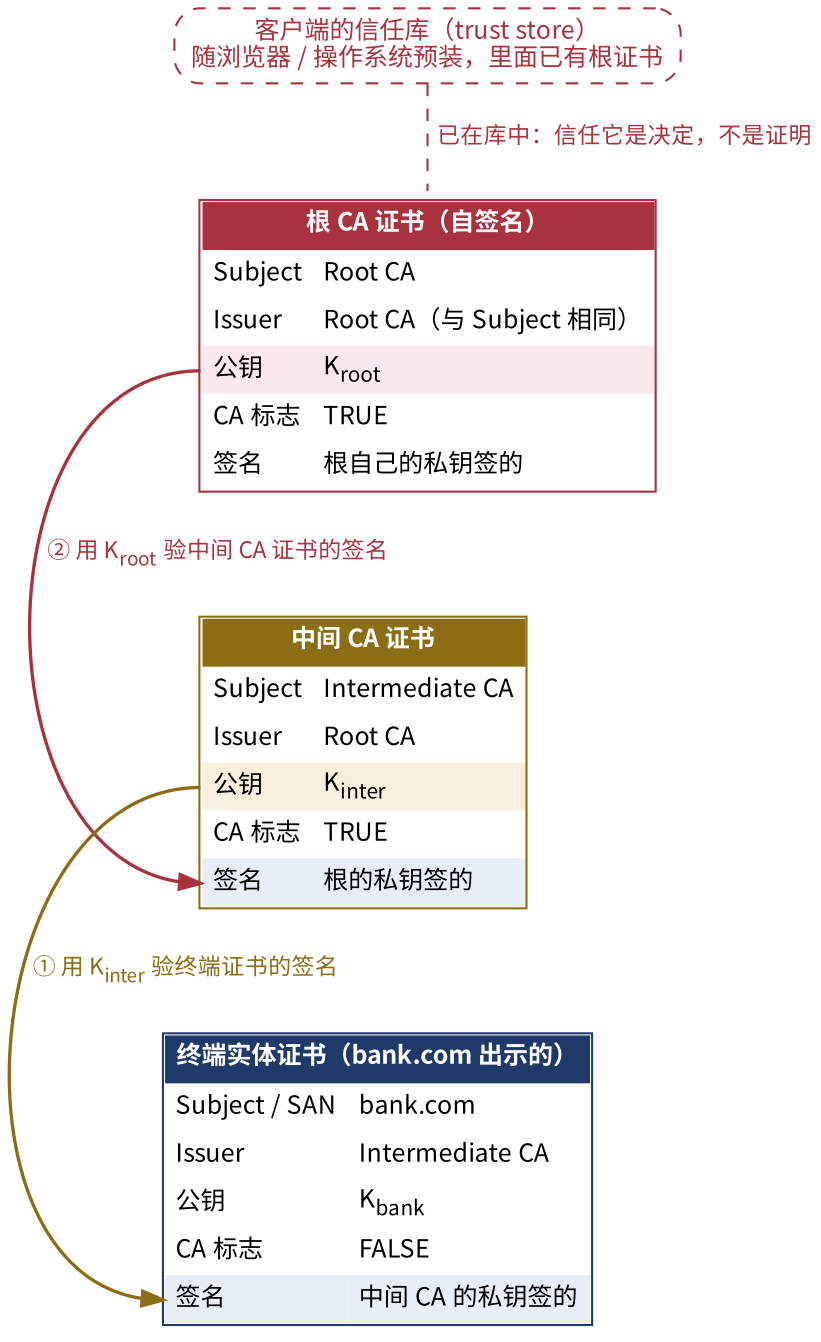 客户端的信任库（trust store）
随浏览器 / 操作系统预装，里面已有根证书
已在库中：信任它是决定，不是证明
根 CA 证书（自签名）
Subject Root CA
Issuer Root CA（与 Subject 相同）
公钥 Kroot
CA 标志 TRUE
签名 根自己的私钥签的
② 用 Kroot 验中间 CA 证书的签名
中间 CA 证书
Subject Intermediate CA
Issuer Root CA
公钥 Kinter
CA 标志 TRUE
签名 根的私钥签的
① 用 Kinter 验终端证书的签名
终端实体证书（bank.com 出示的）
Subject / SAN bank.com
Issuer Intermediate CA
公钥 Kbank
CA 标志 FALSE
签名 中间 CA 的私钥签的